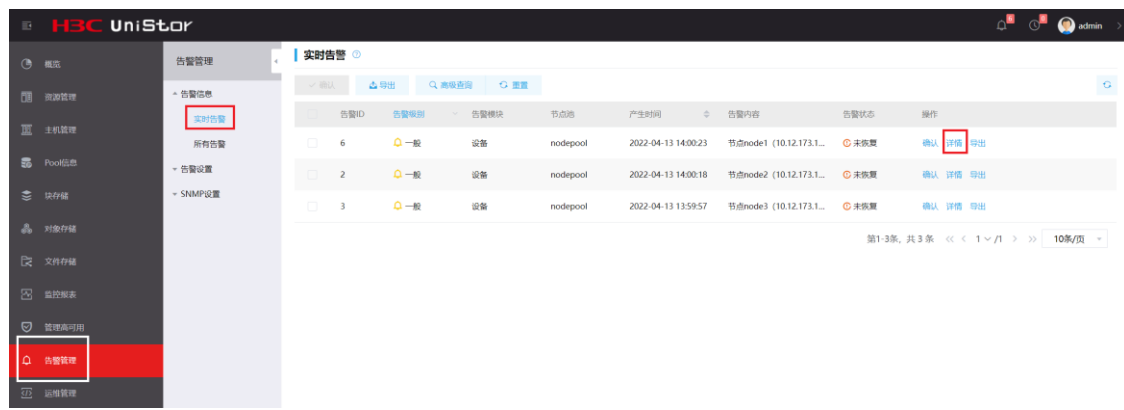 H3C UniStor
6
admin
概览
资源管理
主机管理
Pool信息
块存储
对象存储
文件存储
监控报表
管理高可用
告警管理
运维管理
告警管理
告警信息
实时告警
所有告警
告警设置
SNMP设置
实时告警
确认 导出 高级查询 重置
告警ID 告警级别 告警模块 节点池 产生时间 告警内容 告警状态 操作
6 一般 设备 nodepool 2022-04-13 14:00:23 节点node1 (10.12.173.1... 未恢复 确认 详情 导出
2 一般 设备 nodepool 2022-04-13 14:00:18 节点node2 (10.12.173.1... 未恢复 确认 详情 导出
3 一般 设备 nodepool 2022-04-13 13:59:57 节点node3 (10.12.173.1... 未恢复 确认 详情 导出
第1-3条, 共 3 条 << < 1 /1 > >> 10条/页